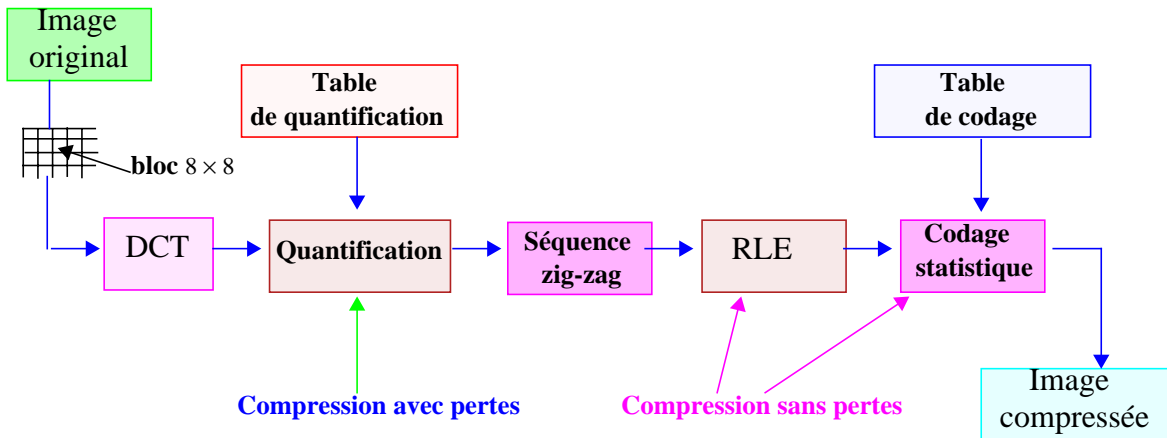 Image
original
Table
de quantification
Table
de codage
bloc 8 × 8
DCT
Quantification
Séquence
zig-zag
RLE
Codage
statistique
Compression avec pertes
Compression sans pertes
Image
compressée